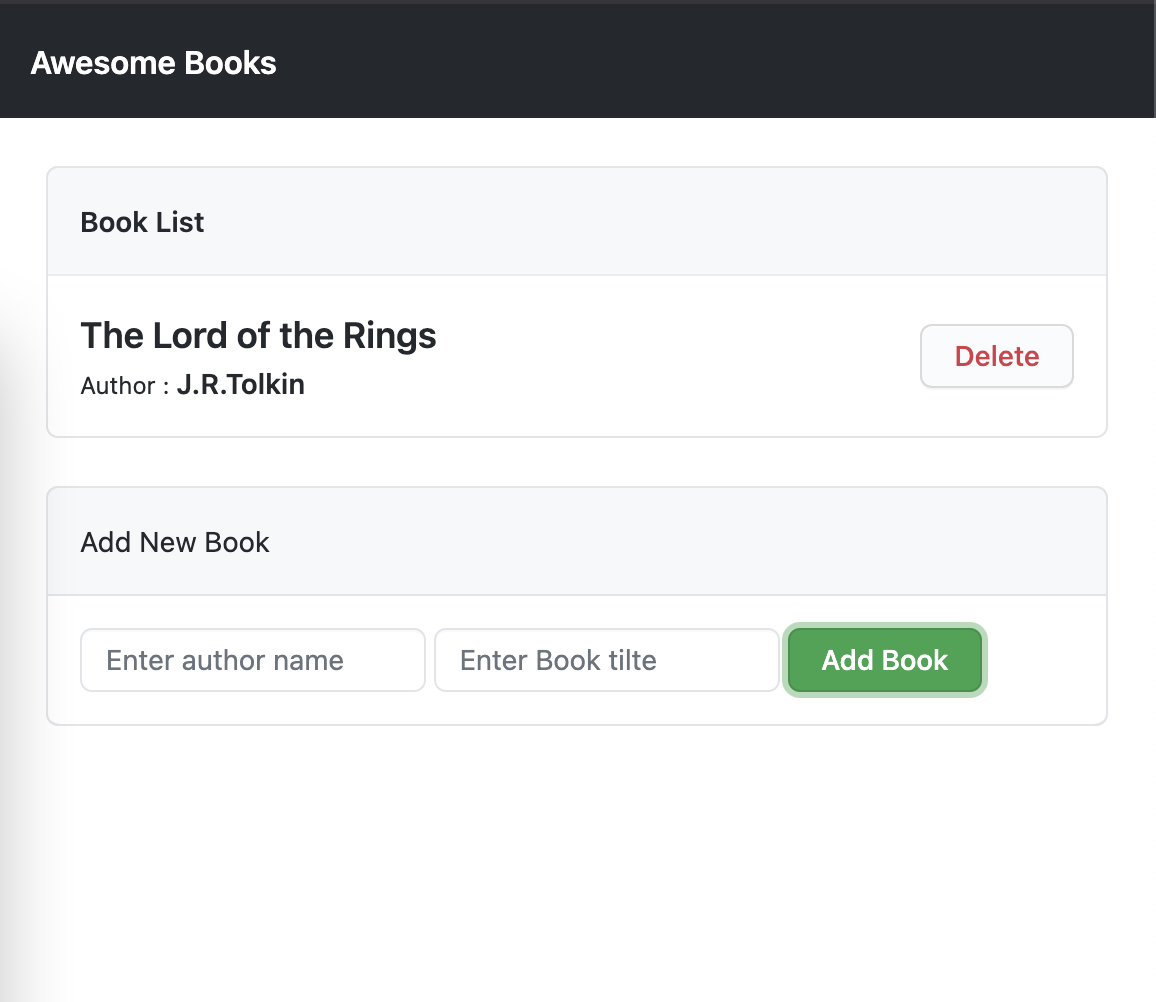 Awesome Books
Book List
The Lord of the Rings
Author : J.R.Tolkin
Delete
Add New Book
Enter author name
Enter Book tilte
Add Book